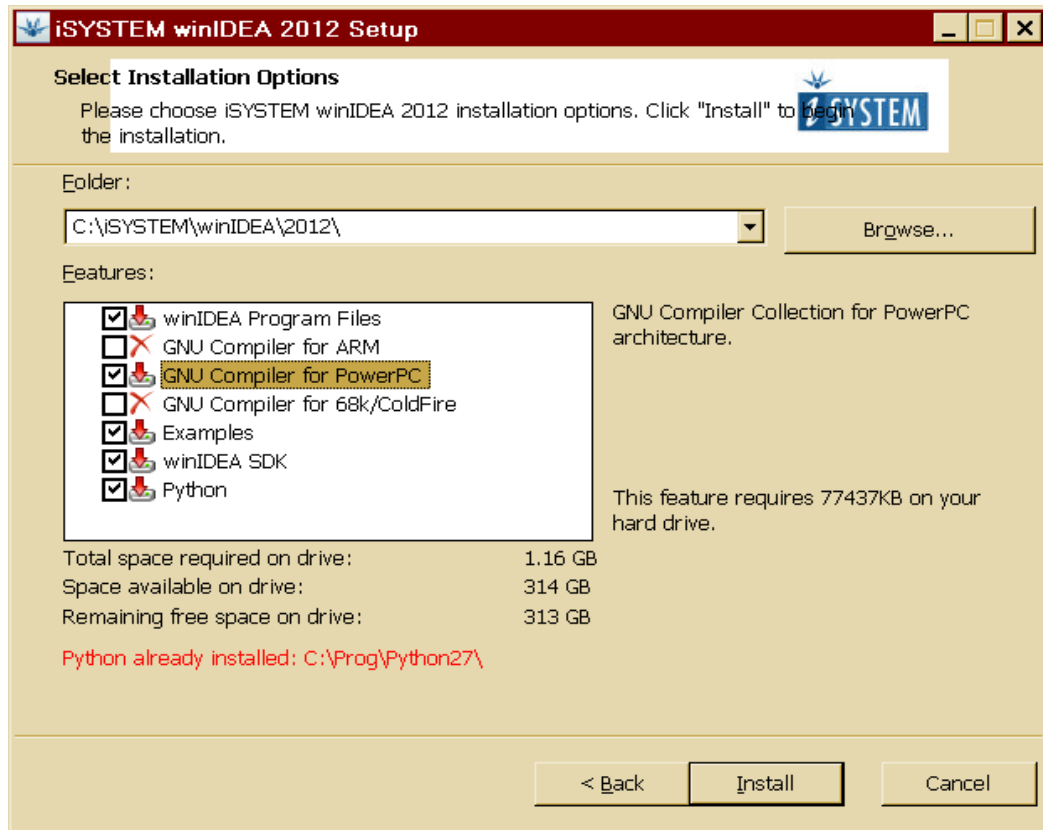 iSYSTEM winIDEA 2012 Setup
Select Installation Options
Please choose iSYSTEM winIDEA 2012 installation options. Click "Install" to begin
the installation.
iSYSTEM
Folder:
C:\iSYSTEM\winIDEA\2012\
Browse...
Features:
winIDEA Program Files
GNU Compiler for ARM
GNU Compiler for PowerPC
GNU Compiler for 68k/ColdFire
Examples
winIDEA SDK
Python
GNU Compiler Collection for PowerPC
architecture.
This feature requires 77437KB on your
hard drive.
Total space required on drive: 1.16 GB
Space available on drive: 314 GB
Remaining free space on drive: 313 GB
Python already installed: C:\Prog\Python27\
< Back
Install
Cancel